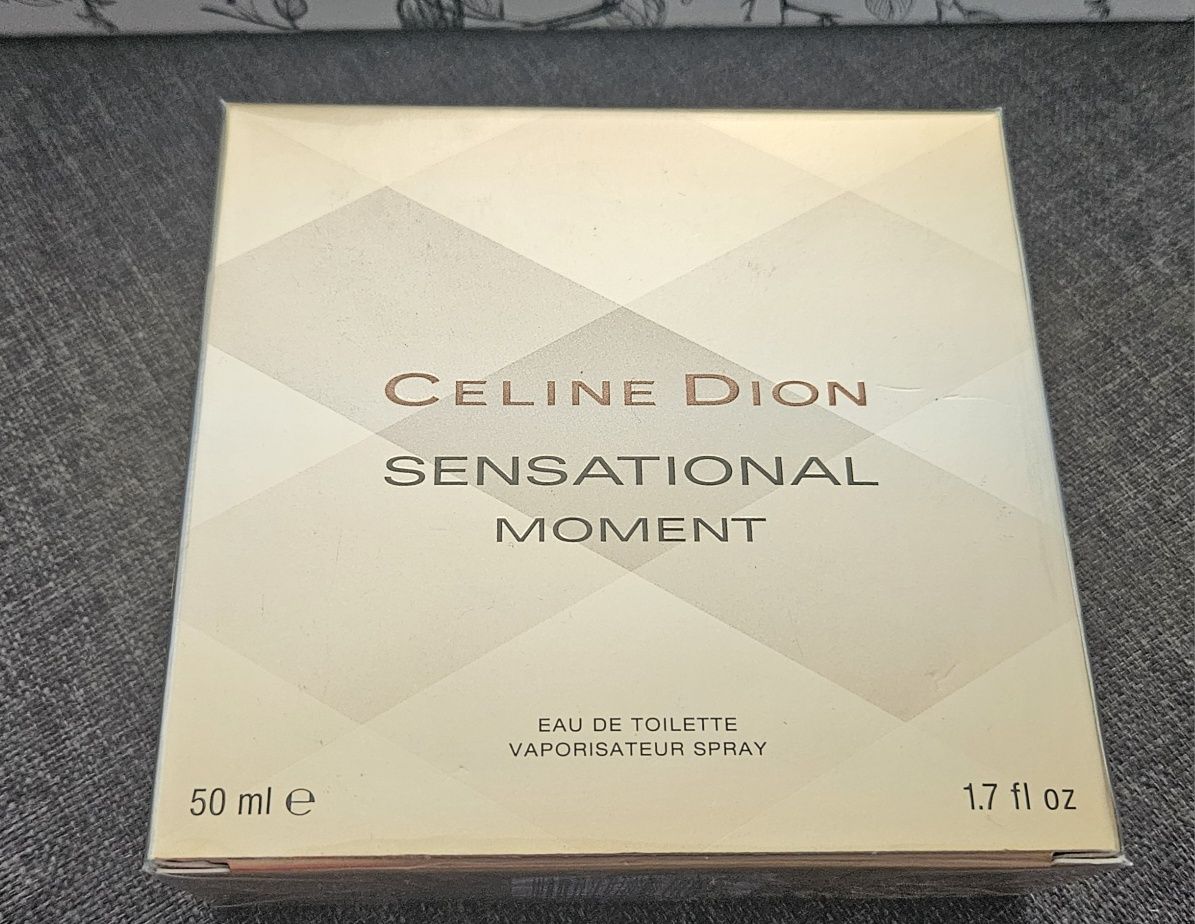 CELINE DION
SENSATIONAL
MOMENT
EAU DE TOILETTE
VAPORISATEUR SPRAY
50 ml ℮
1.7 fl oz